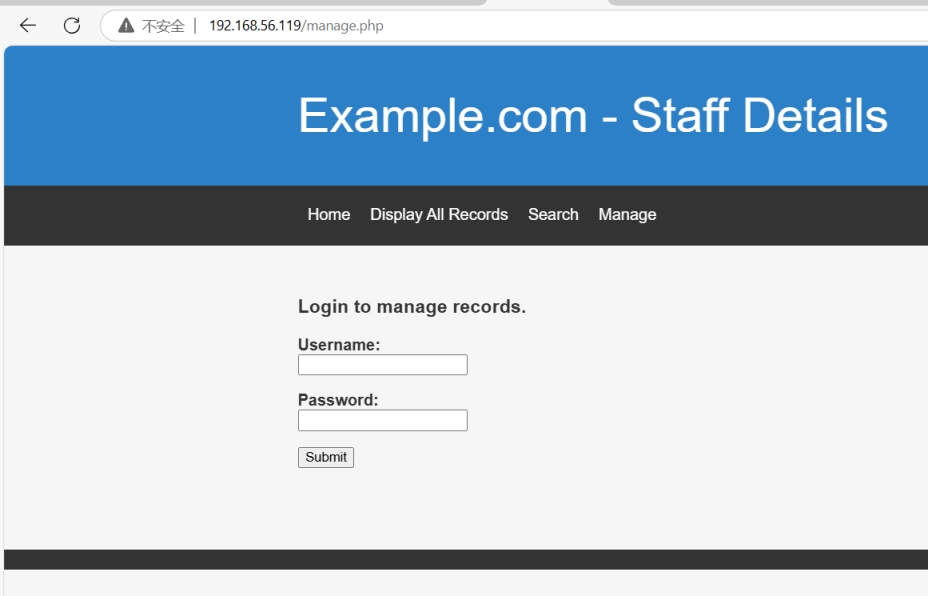 不安全 | 192.168.56.119/manage.php
Example.com - Staff Details
Home Display All Records Search Manage
Login to manage records.
Username:
Password:
Submit